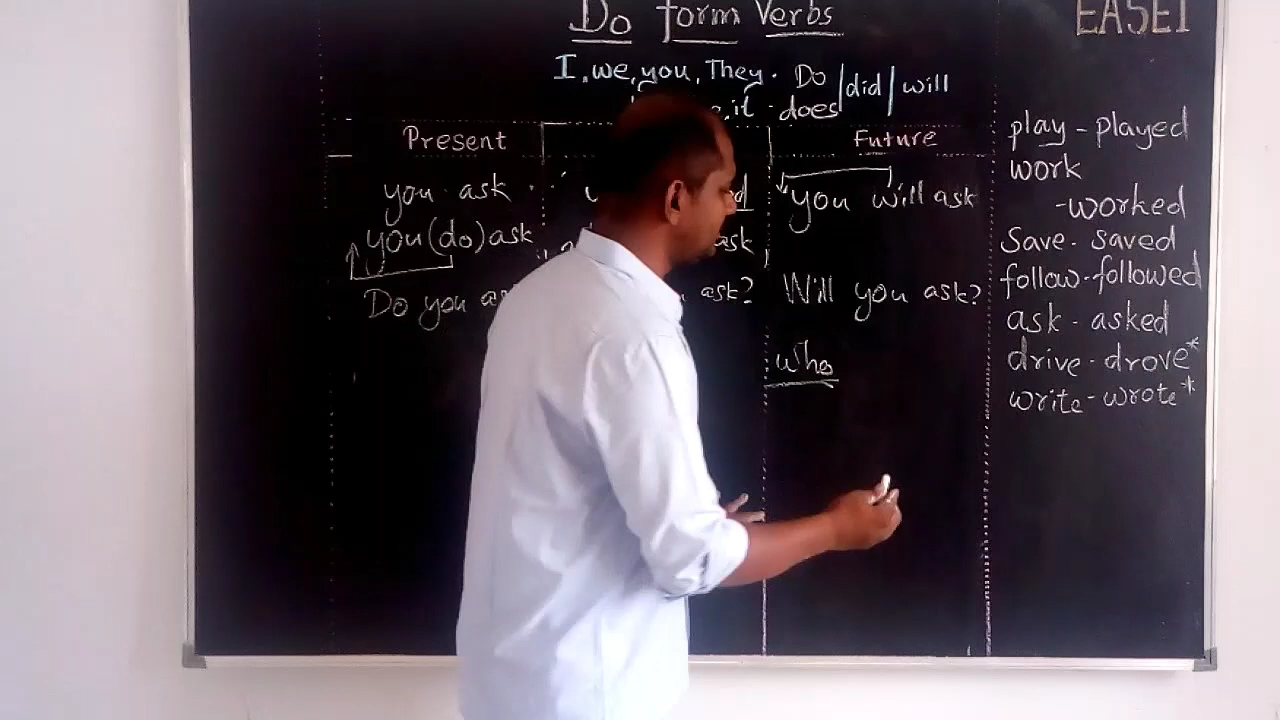 Do form Verbs
EASEI
I, we, you, They. Do /did/ will
it - does
Present
Future
you ask
you will ask
you (do) ask
ask
Do you as
ask?
Will you ask?
Who
play - played
work
- worked
Save - saved
follow - followed
ask - asked
drive - drove*
write - wrote*